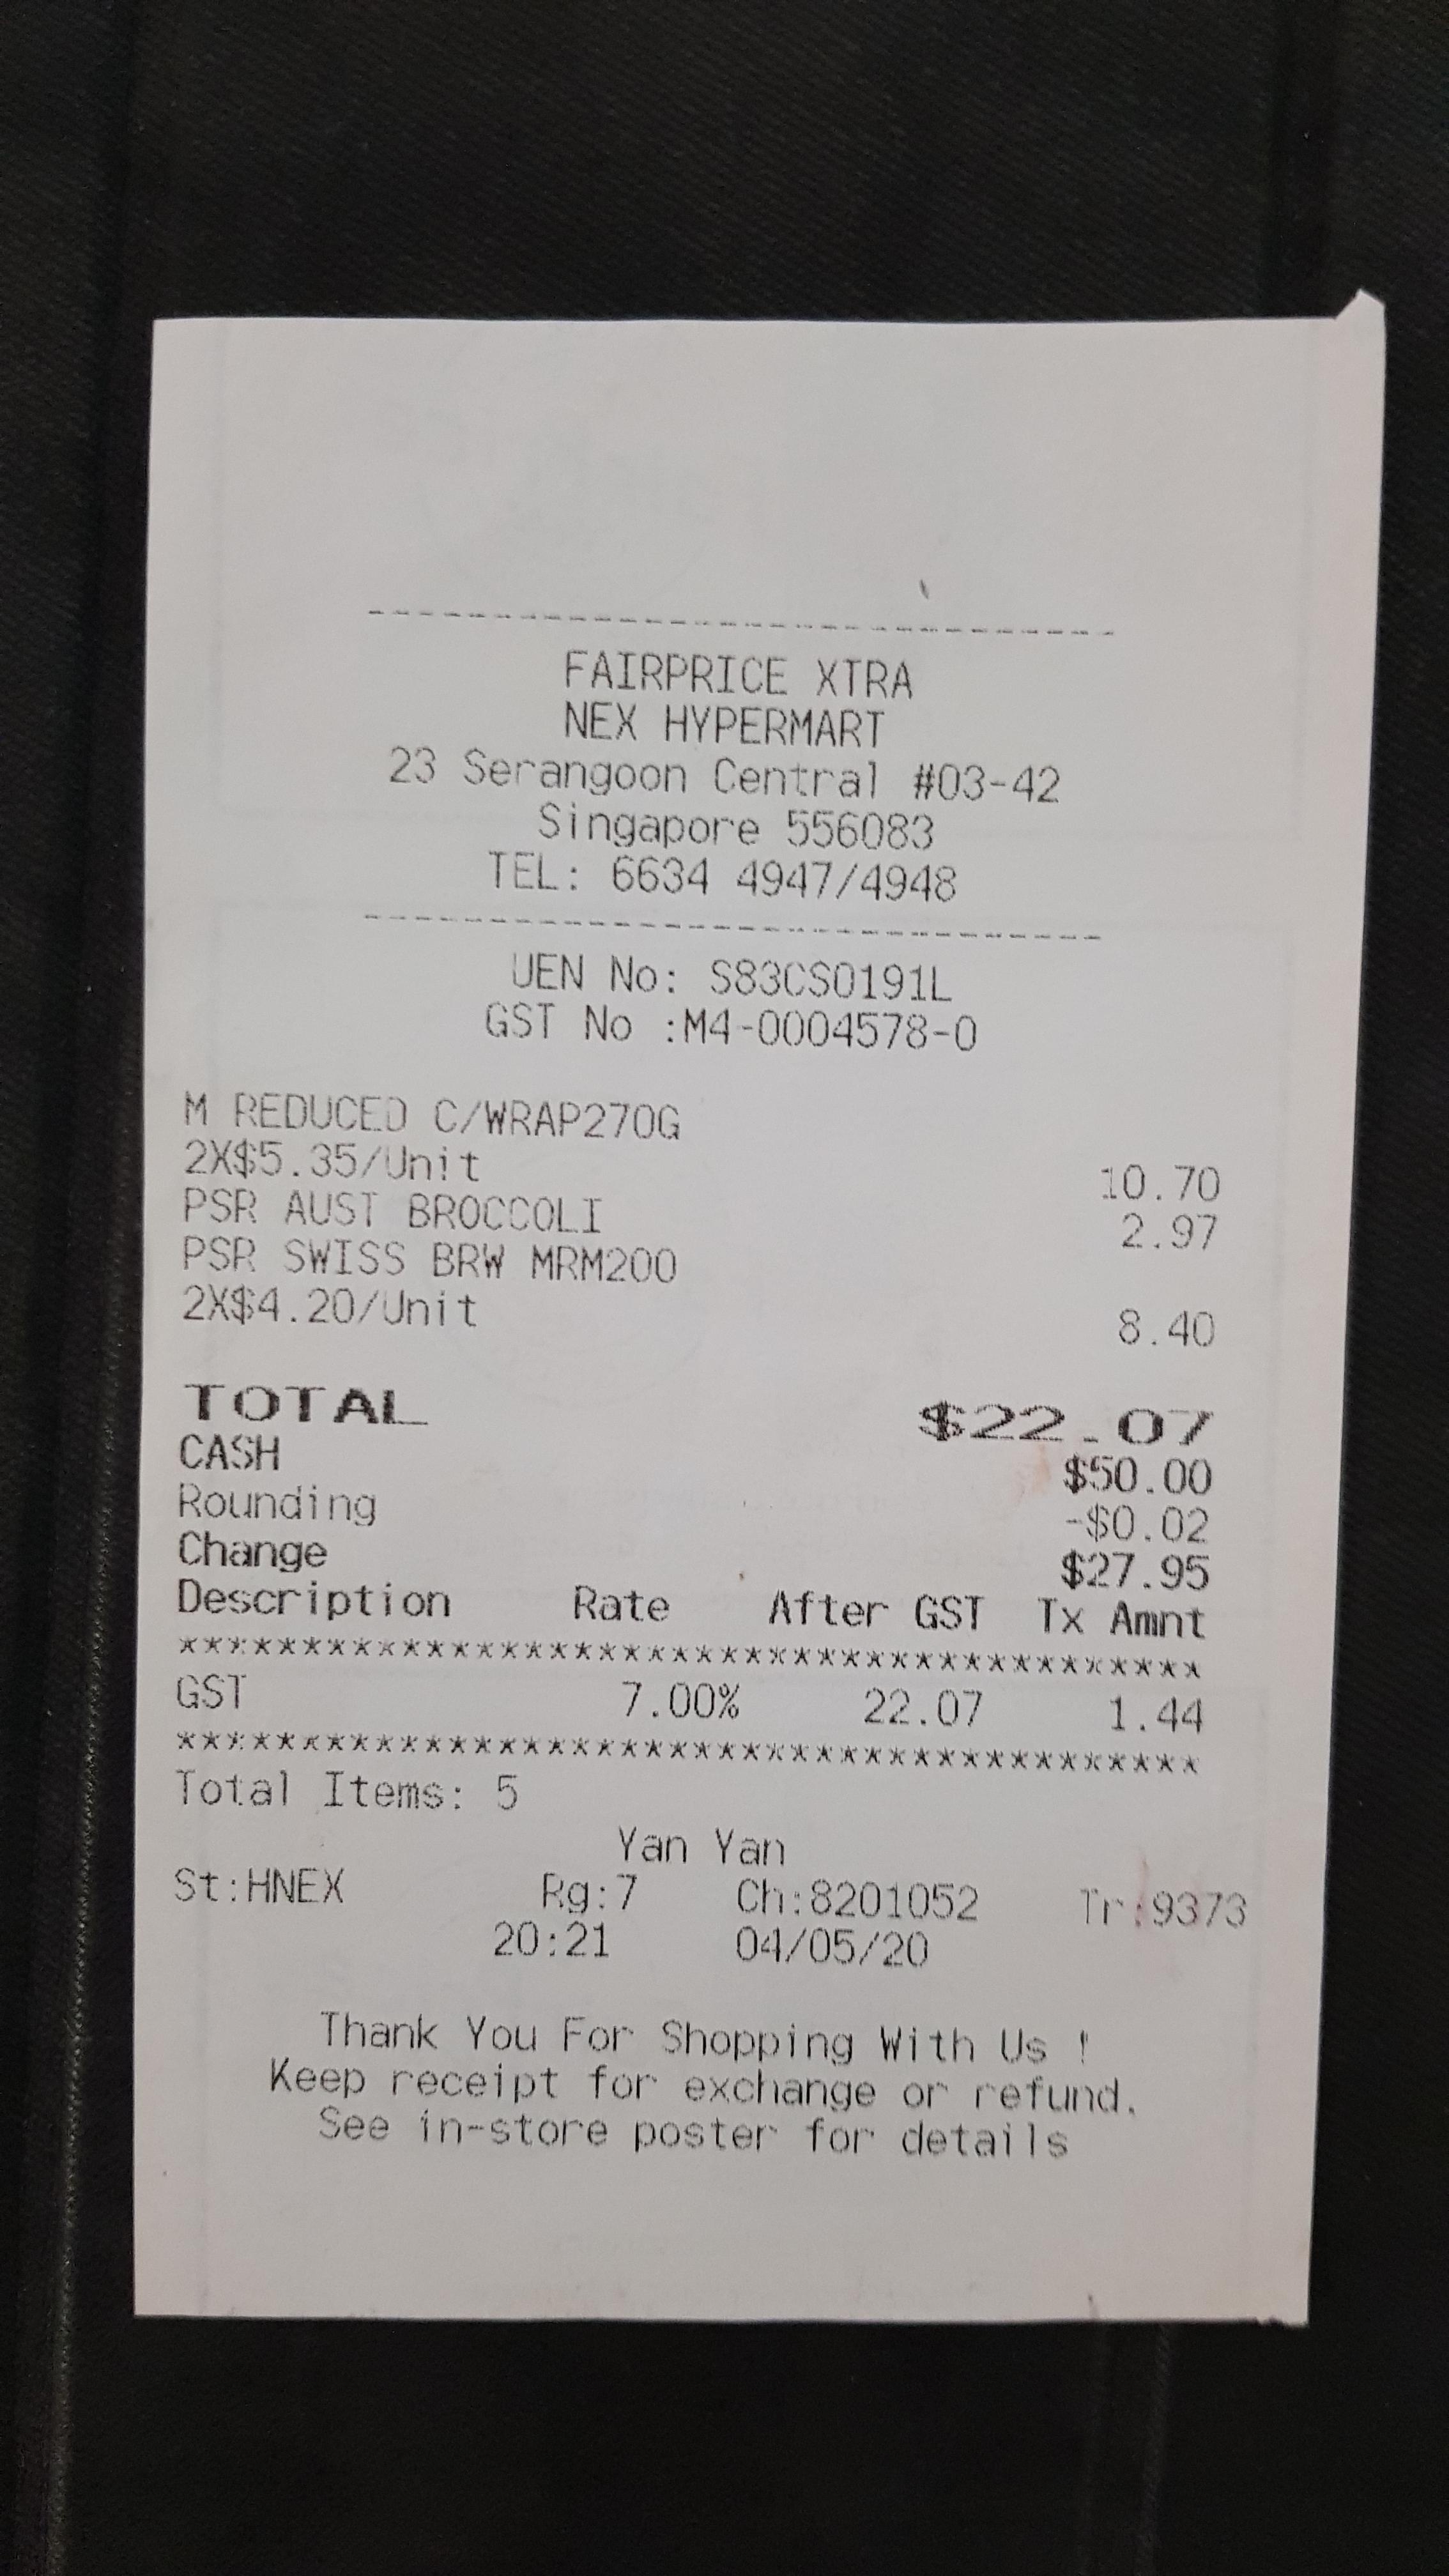 FAIRPRICE XTRA
NEX HYPERMART
23 Serangoon Central #03-42
Singapore 556083
TEL: 6634 4947/4948
UEN No: S83CS0191L
GST No :M4-0004578-0
M REDUCED C/WRAP270G
2X$5.35/Unit 10.70
PSR AUST BROCCOLI 2.97
PSR SWISS BRW MRM200
2X$4.20/Unit 8.40
TOTAL $22.07
CASH $50.00
Rounding -$0.02
Change $27.95
Description Rate After GST Tx Amnt
******************************************
GST 7.00% 22.07 1.44
******************************************
Total Items: 5
Yan Yan
St:HNEX Rg:7 Ch:8201052 Tr:9373
20:21 04/05/20
Thank You For Shopping With Us !
Keep receipt for exchange or refund.
See in-store poster for details